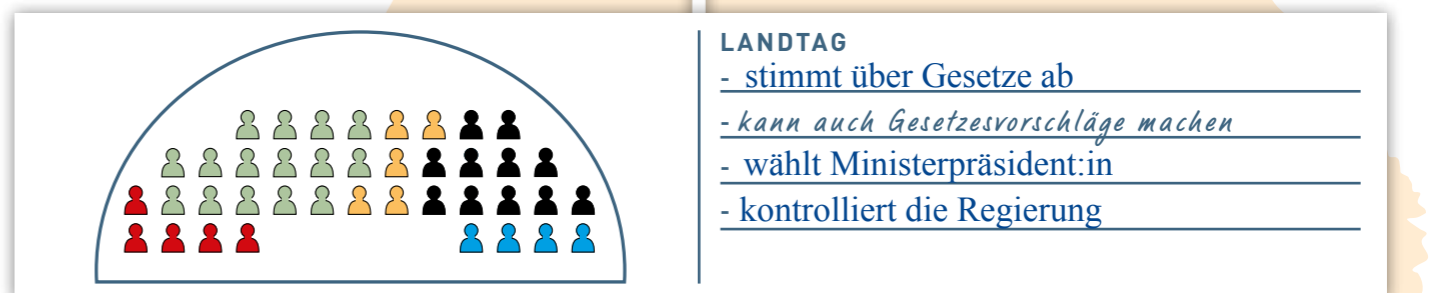 LANDTAG
- stimmt über Gesetze ab
- kann auch Gesetzesvorschläge machen
- wählt Ministerpräsident:in
- kontrolliert die Regierung